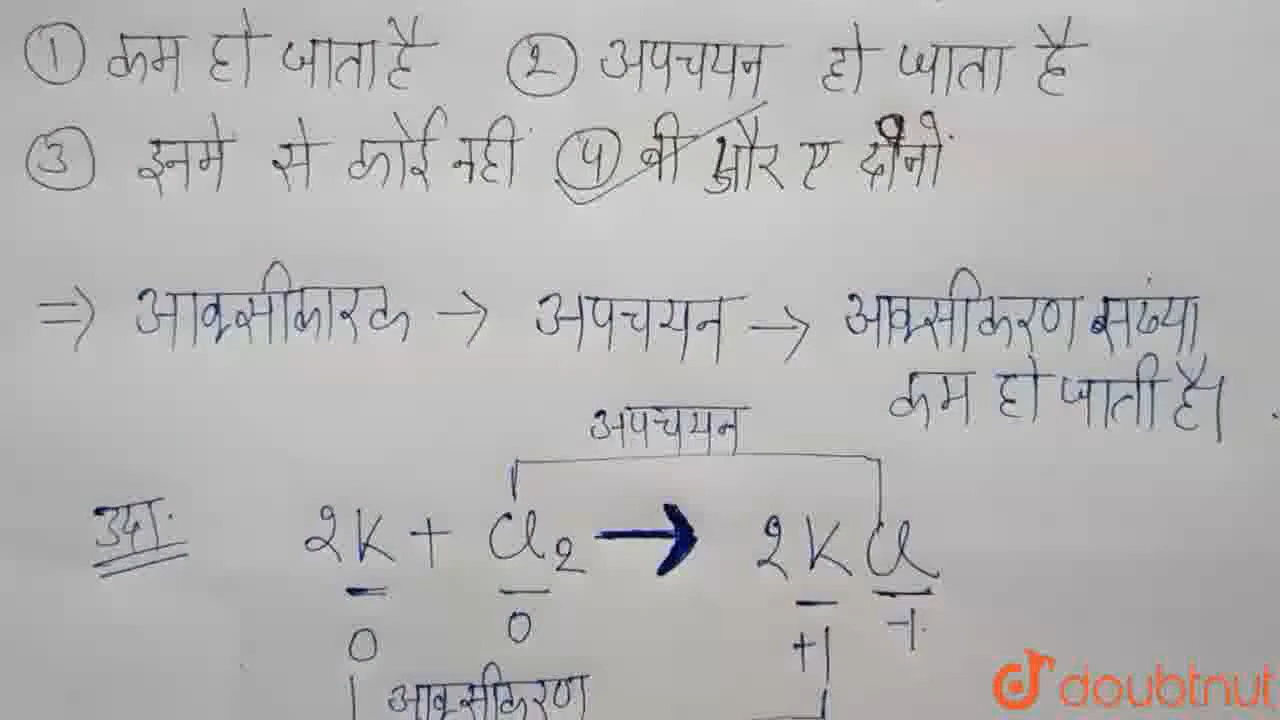 ① कम हो जाता है ② अपचयन हो जाता है
③ इनमे से कोई नहीं ④ बी और ए दोनों
⇒ आक्सीकारक → अपचयन → आक्सीकरण संख्या
कम हो जाती है।
अपचयन
उदा. 2K + Cl₂ → 2KCl
0 0 +1 -1
आक्सीकरण
doubtnut